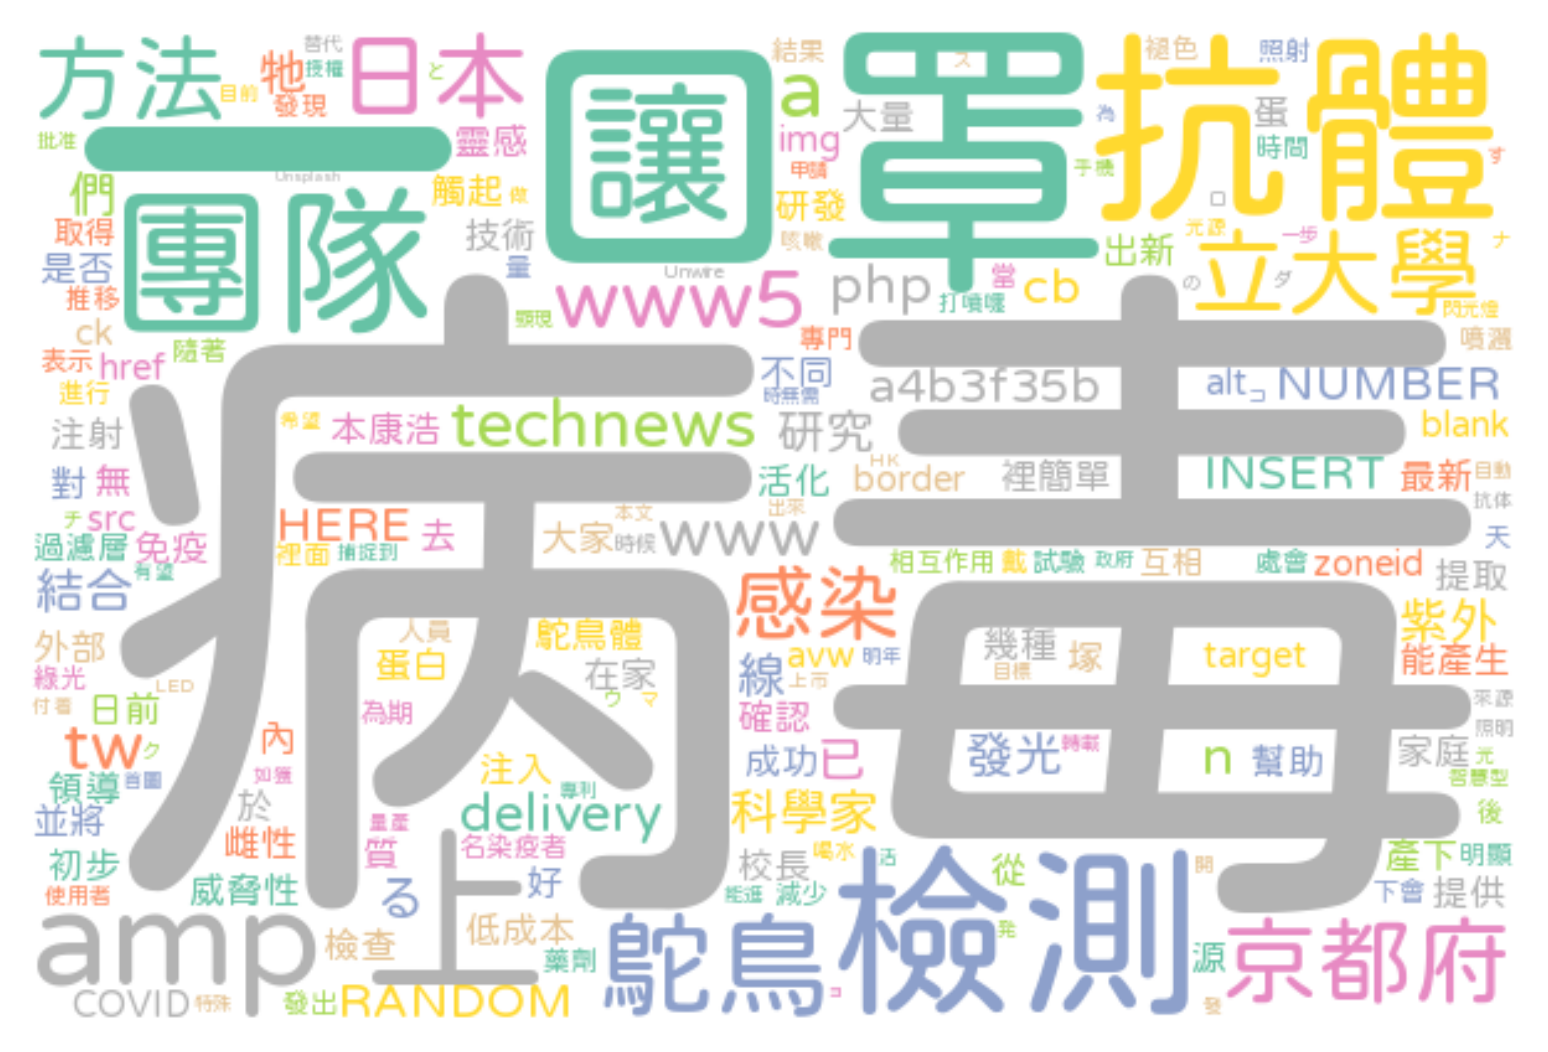 方法
目前
牠
替代
授權
發現
日本
と
結果
a
罩
ス
抗體
褪色
照射
蛋
時間
為
す
批准
一
靈感
Unsplash
回
讓
img
大量
手機
們
團隊
觸起
做
研發
元源
一步
ナ
取得
技術
咳嗽
出新
立大學
是否
量
Unwire
php
當
cb
の
ダ
推移
www5
打噴嚏
閃光燈
ck
隨著
顯現
專門
噴灑
表示
href
病毒
不同
時無需
a4b3f35b
alt
コ
NUMBER
進行
希望
本康浩
technews
研究
blank
注射
對
無
活化
HK
border
裡簡單
INSERT
最新
自動
抗体
チ
src
HERE
去
本文
大家
時候
出來
www
天
過濾層
免疫
裡面
捕捉到
相互作用
戴
試驗
政府
互相
處會
zoneid
提取
有望
結合
感染
紫外
外部
人員
鴕鳥體
幾種
塚
目標
target
能產生
綠光
LED
蛋白
在家
線
avw
明年
上市
付着
日前
為期
ウ
マ
確認
來源
照明
tw
ク
內
發光
轉載
n
幫助
家庭
光
領導
首圖
如獲
注入
成功
已
智慧型
並將
於
專利
delivery
科學家
後
初步
雌性
量產
質
名染疫者
校長
喝水
活
從
開
產下
明顯
使用者
威脅性
る
上
好
能逛
減少
檢測
下會
提供
amp
檢查
低成本
藥劑
鴕鳥
発
源
京都府
COVID
特殊
發出
RANDOM
ヨ
發